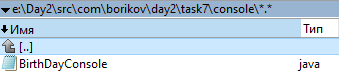 e:\Day2\src\com\borikov\day2\task7\console\*.*
Имя Тип
[..]
BirthDayConsole java